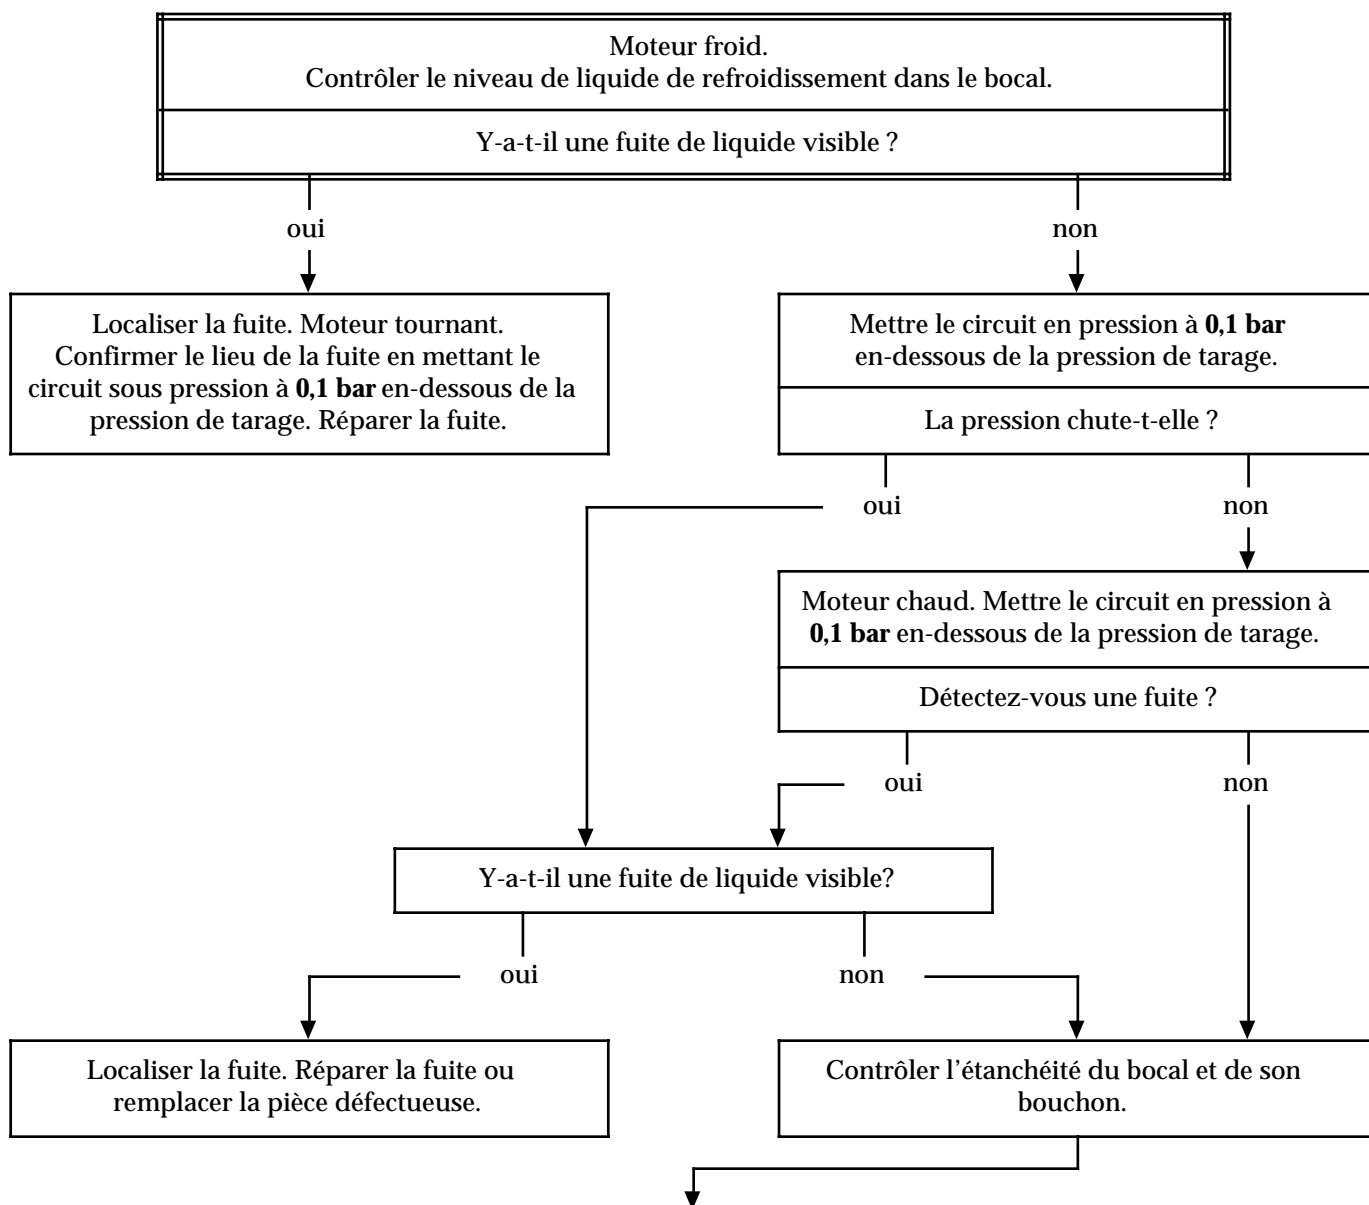 Moteur froid.
Contrôler le niveau de liquide de refroidissement dans le bocal.
Y-a-t-il une fuite de liquide visible ?
oui
non
Localiser la fuite. Moteur tournant.
Confirmer le lieu de la fuite en mettant le
circuit sous pression à 0,1 bar en-dessous de la
pression de tarage. Réparer la fuite.
Mettre le circuit en pression à 0,1 bar
en-dessous de la pression de tarage.
La pression chute-t-elle ?
oui
non
Moteur chaud. Mettre le circuit en pression à
0,1 bar en-dessous de la pression de tarage.
Détectez-vous une fuite ?
oui
non
Y-a-t-il une fuite de liquide visible?
oui
non
Localiser la fuite. Réparer la fuite ou
remplacer la pièce défectueuse.
Contrôler l’étanchéité du bocal et de son
bouchon.